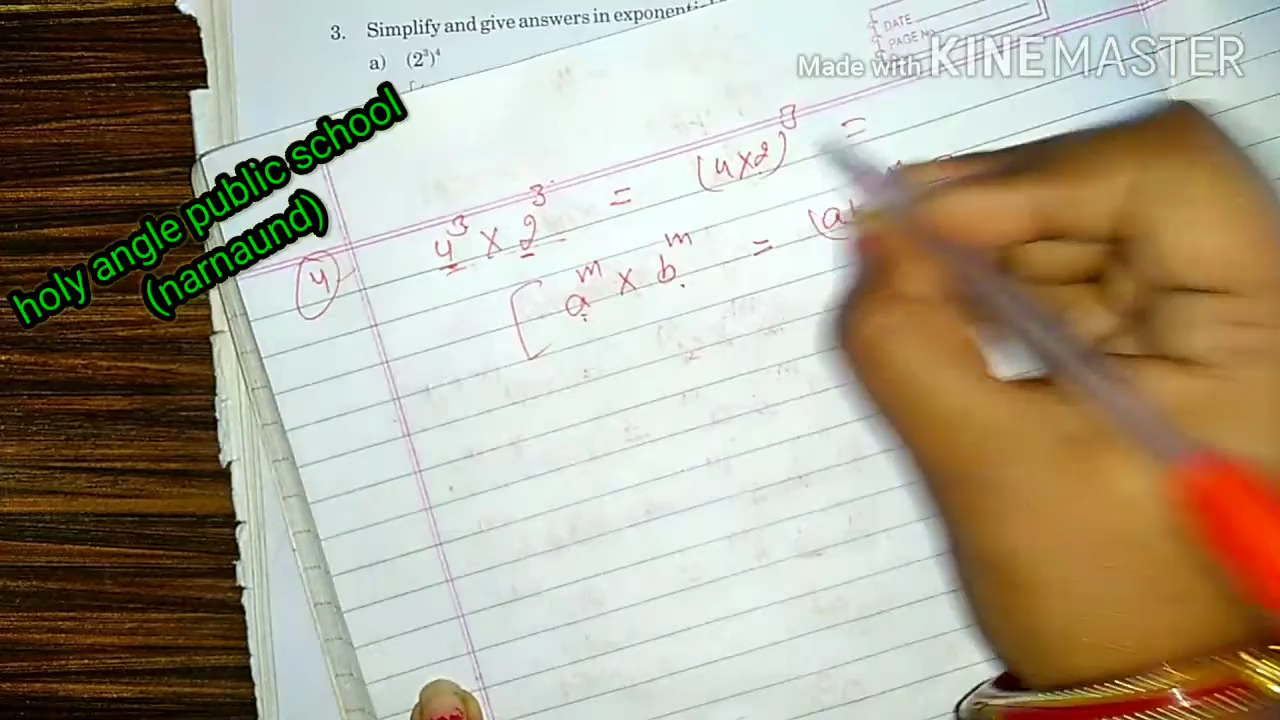 3. Simplify and give answers in
a) (2³)⁴
DATE
PAGE No.
Made with KINEMASTER
holy angle public school
(narnaund)
(4) 4³ × 2³ = (4×2)³ =
[ aᵐ × bᵐ = (a